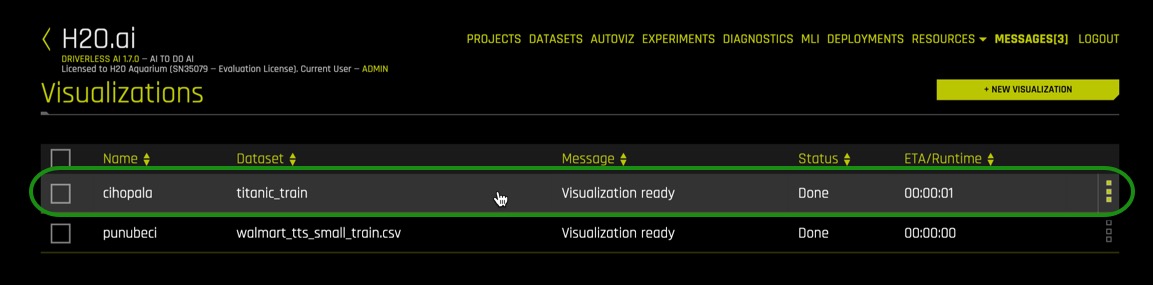 H2O.ai
PROJECTS DATASETS AUTOVIZ EXPERIMENTS DIAGNOSTICS MLI DEPLOYMENTS RESOURCES MESSAGES[3] LOGOUT
DRIVERLESS AI 1.7.0 – AI TO DO AI
Licensed to H2O Aquarium (SN35079 – Evaluation License). Current User – ADMIN
Visualizations
+ NEW VISUALIZATION
Name Dataset Message Status ETA/Runtime
cihopala titanic_train Visualization ready Done 00:00:01
punubeci walmart_tts_small_train.csv Visualization ready Done 00:00:00